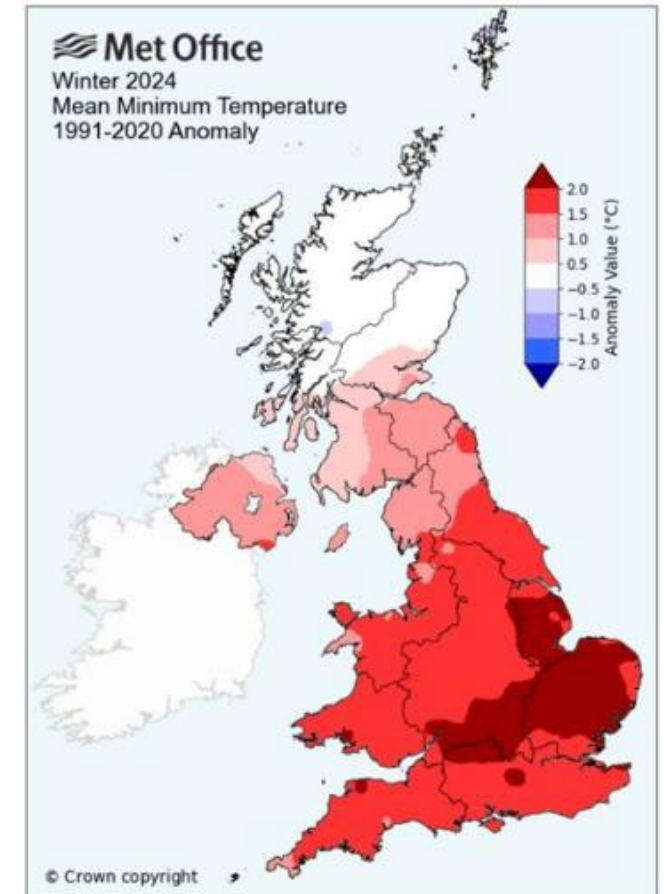 Met Office
Winter 2024
Mean Minimum Temperature
1991-2020 Anomaly
2.0
1.5
1.0
0.5
−0.5
−1.0
−1.5
−2.0
Anomaly Value (°C)
© Crown copyright